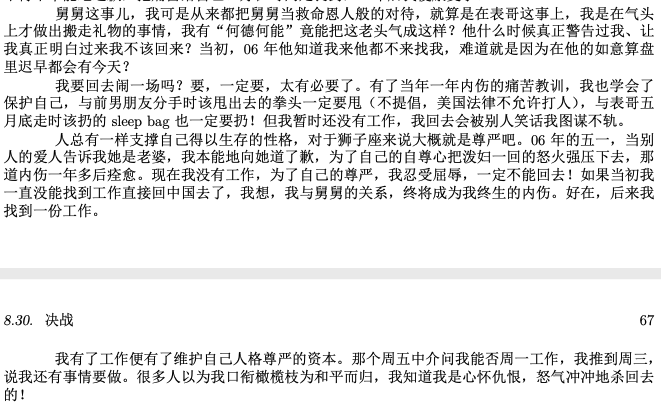 舅舅这事儿，我可是从来都把舅舅当救命恩人般的对待，就算是在表哥这事上，我是在气头
上才做出搬走礼物的事情，我有“何德何能”竟能把这老头气成这样？他什么时候真正警告过我、让
我真正明白过来我不该回来？当初，06 年他知道我来他都不来找我，难道就是因为在他的如意算盘
里迟早都会有今天？
我要回去闹一场吗？要，一定要，太有必要了。有了当年一年内伤的痛苦教训，我也学会了
保护自己，与前男朋友分手时该甩出去的拳头一定要甩（不提倡，美国法律不允许打人），与表哥五
月底走时该扔的 sleep bag 也一定要扔！但我暂时还没有工作，我回去会被别人笑话我图谋不轨。
人总有一样支撑自己得以生存的性格，对于狮子座来说大概就是尊严吧。06 年的五一，当别
人的爱人告诉我她是老婆，我本能地向她道了歉，为了自己的自尊心把泼妇一回的怒火强压下去，那
道内伤一年多后痊愈。现在我没有工作，为了自己的尊严，我忍受屈辱，一定不能回去！如果当初我
一直没能找到工作直接回中国去了，我想，我与舅舅的关系，终将成为我终生的内伤。好在，后来我
找到一份工作。
8.30. 决战 67
我有了工作便有了维护自己人格尊严的资本。那个周五中介问我能否周一工作，我推到周三，
说我还有事情要做。很多人以为我口衔橄榄枝为和平而归，我知道我是心怀仇恨，怒气冲冲地杀回去
的！